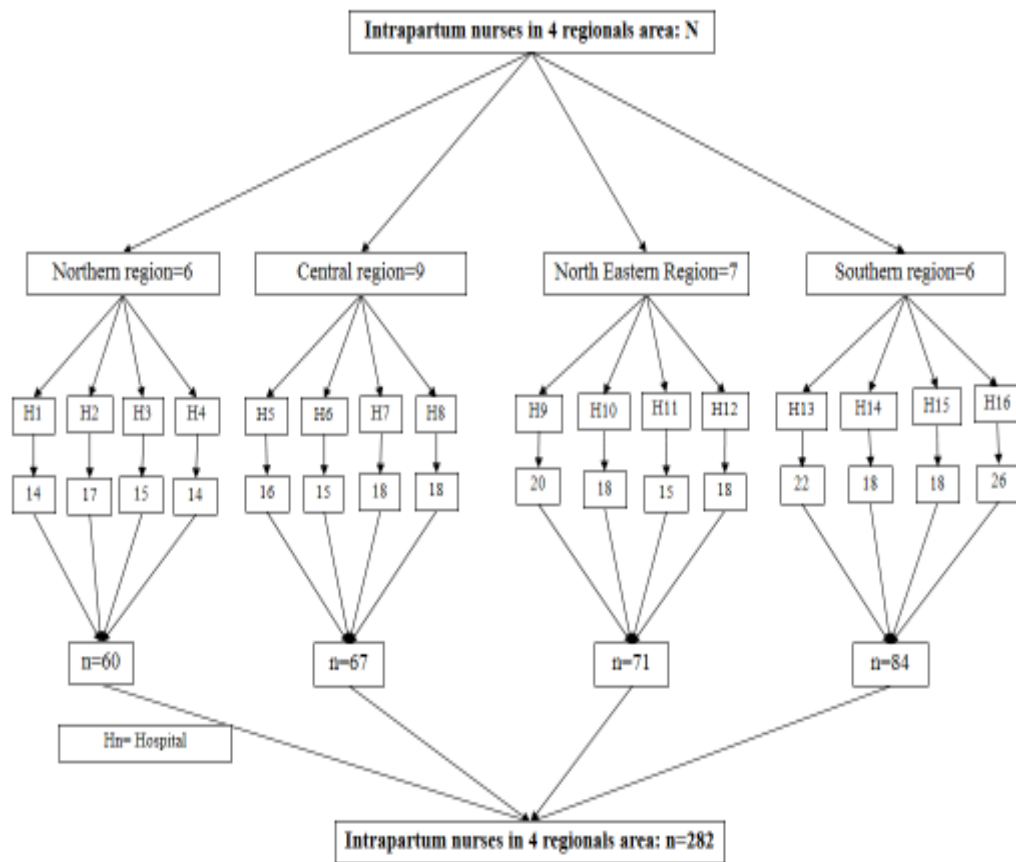 Intrapartum nurses in 4 regionals area: N
Northern region=6
Central region=9
North Eastern Region=7
Southern region=6
H1 H2 H3 H4 H5 H6 H7 H8 H9 H10 H11 H12 H13 H14 H15 H16
14 17 15 14 16 15 18 18 20 18 15 18 22 18 18 26
n=60
n=67
n=71
n=84
Hn= Hospital
Intrapartum nurses in 4 regionals area: n=282